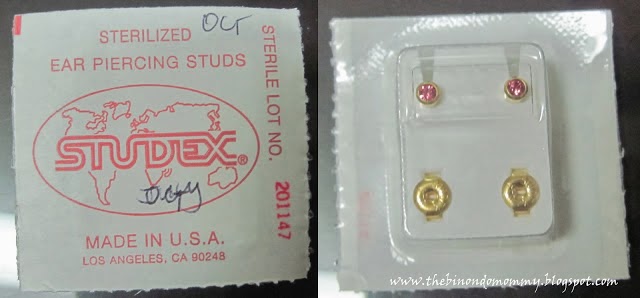 STERILIZED
OCT
EAR PIERCING STUDS
STUDEX®
MADE IN U.S.A.
LOS ANGELES, CA 90248
STERILE LOT NO.
201147
www.thebinondomommy.blogspot.com